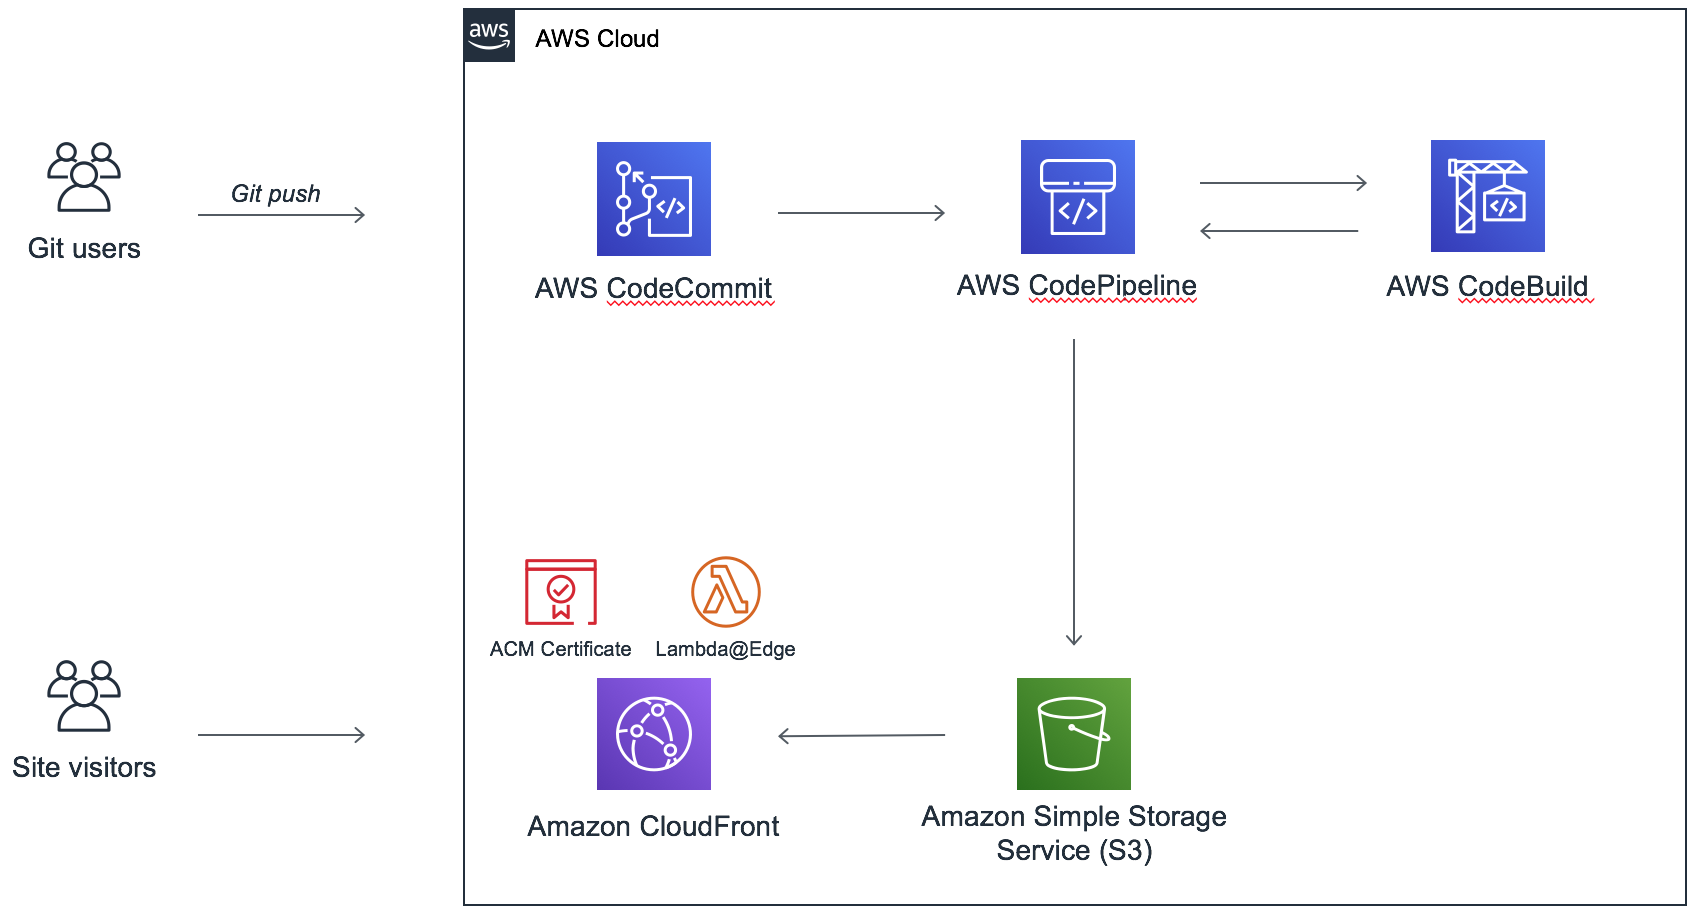 aws
AWS Cloud
Git push
Git users
AWS CodeCommit
AWS CodePipeline
AWS CodeBuild
ACM Certificate
Lambda@Edge
Site visitors
Amazon CloudFront
Amazon Simple Storage
Service (S3)